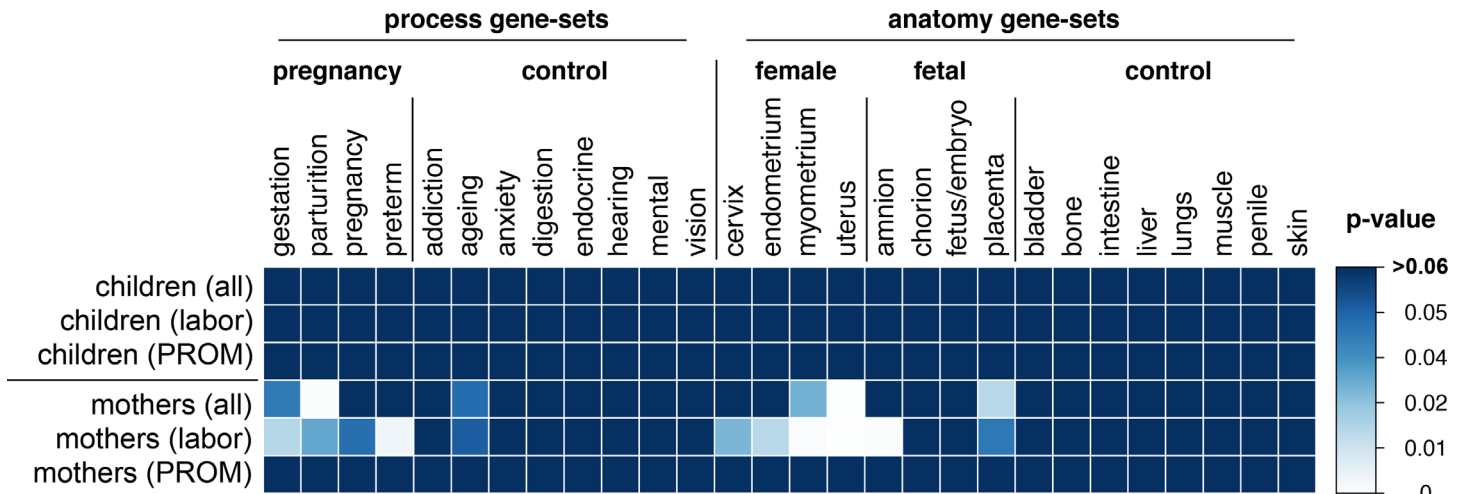 process gene-sets anatomy gene-sets
pregnancy control female fetal control
gestation
parturition
pregnancy
preterm
addiction
ageing
anxiety
digestion
endocrine
hearing
mental
vision
cervix
endometrium
myometrium
uterus
amnion
chorion
fetus/embryo
placenta
bladder
bone
intestine
liver
lungs
muscle
penile
skin
children (all)
children (labor)
children (PROM)
mothers (all)
mothers (labor)
mothers (PROM)
p-value
>0.06
0.05
0.04
0.02
0.01
0